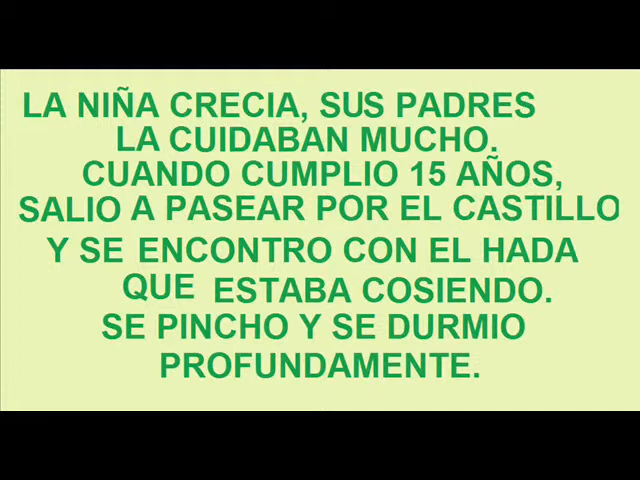 LA NIÑA CRECIA, SUS PADRES
LA CUIDABAN MUCHO.
CUANDO CUMPLIO 15 AÑOS,
SALIO A PASEAR POR EL CASTILLO
Y SE ENCONTRO CON EL HADA
QUE ESTABA COSIENDO.
SE PINCHO Y SE DURMIO
PROFUNDAMENTE.